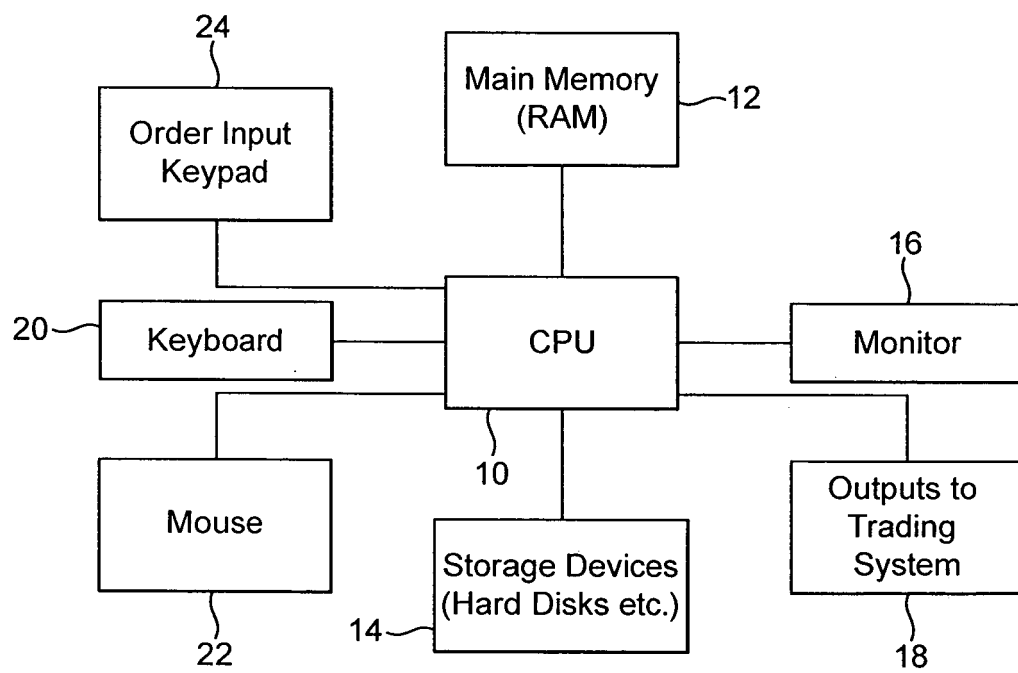 24
Order Input
Keypad
Main Memory
(RAM)
12
20
Keyboard
CPU
10
16
Monitor
Mouse
22
Storage Devices
(Hard Disks etc.)
14
Outputs to
Trading
System
18